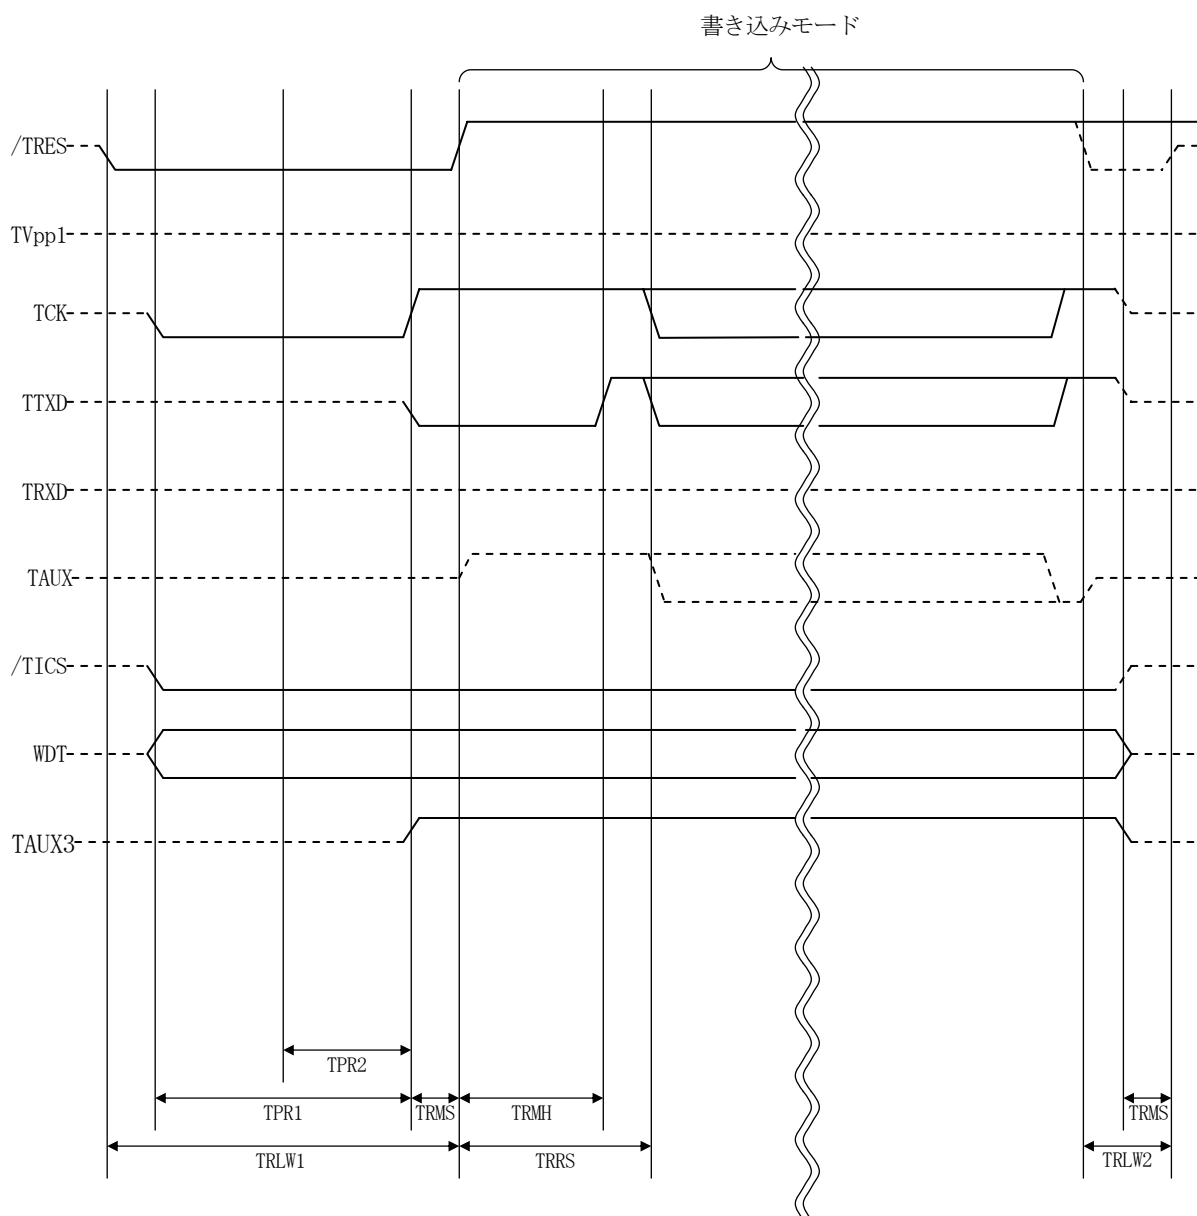 書き込みモード
/TRES
TVpp1
TCK
TTXD
TRXD
TAUX
/TICS
WDT
TAUX3
TPR2
TPR1
TRMS
TRMH
TRMS
TRLW1
TRRS
TRLW2